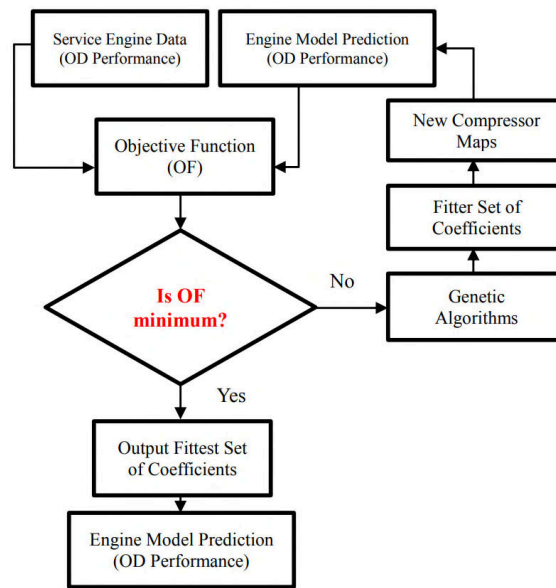 Service Engine Data
(OD Performance)
Engine Model Prediction
(OD Performance)
Objective Function
(OF)
New Compressor
Maps
Fitter Set of
Coefficients
Is OF
minimum?
No
Genetic
Algorithms
Yes
Output Fittest Set
of Coefficients
Engine Model Prediction
(OD Performance)